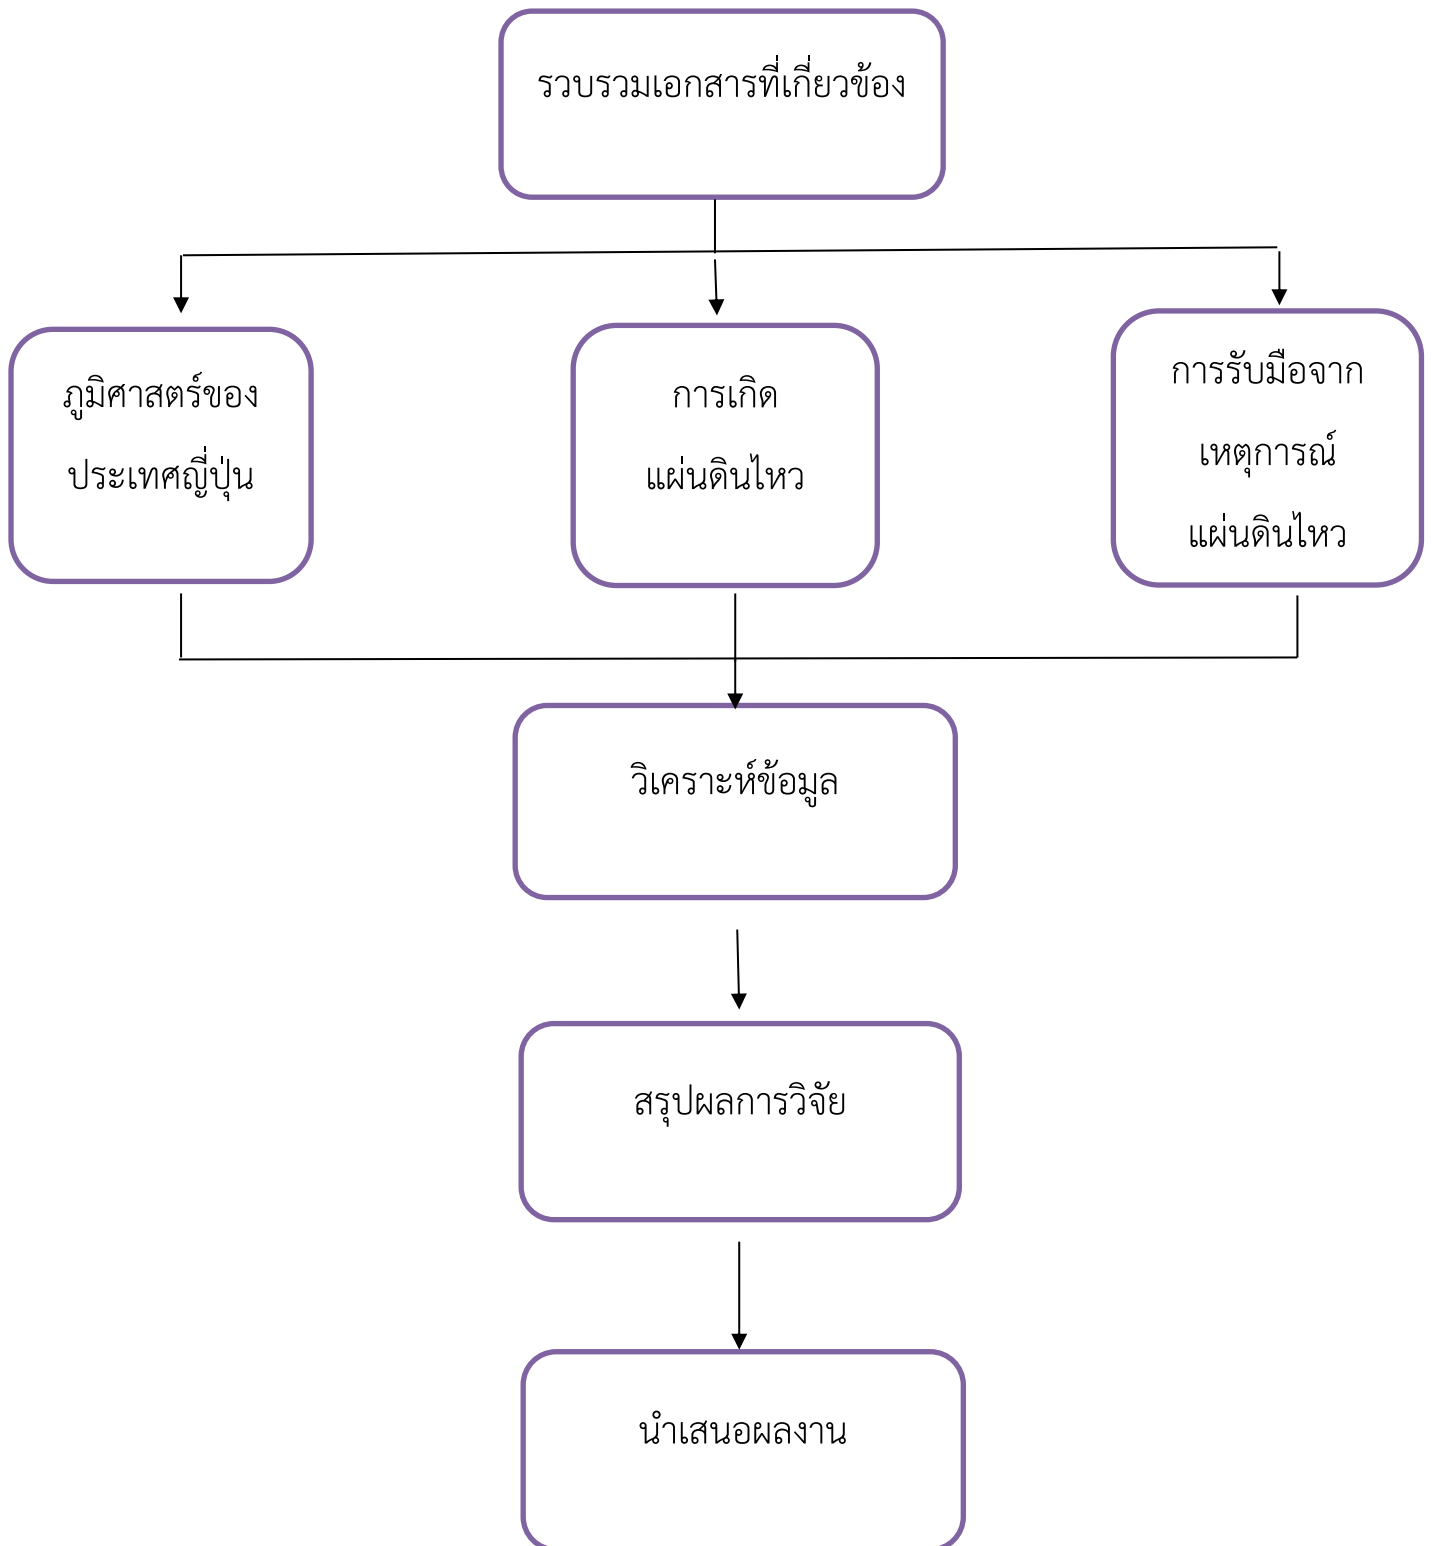 รวบรวมเอกสารที่เกี่ยวข้อง
ภูมิศาสตร์ของ
ประเทศญี่ปุ่น
การเกิด
แผ่นดินไหว
การรับมือจาก
เหตุการณ์
แผ่นดินไหว
วิเคราะห์ข้อมูล
สรุปผลการวิจัย
นำเสนอผลงาน